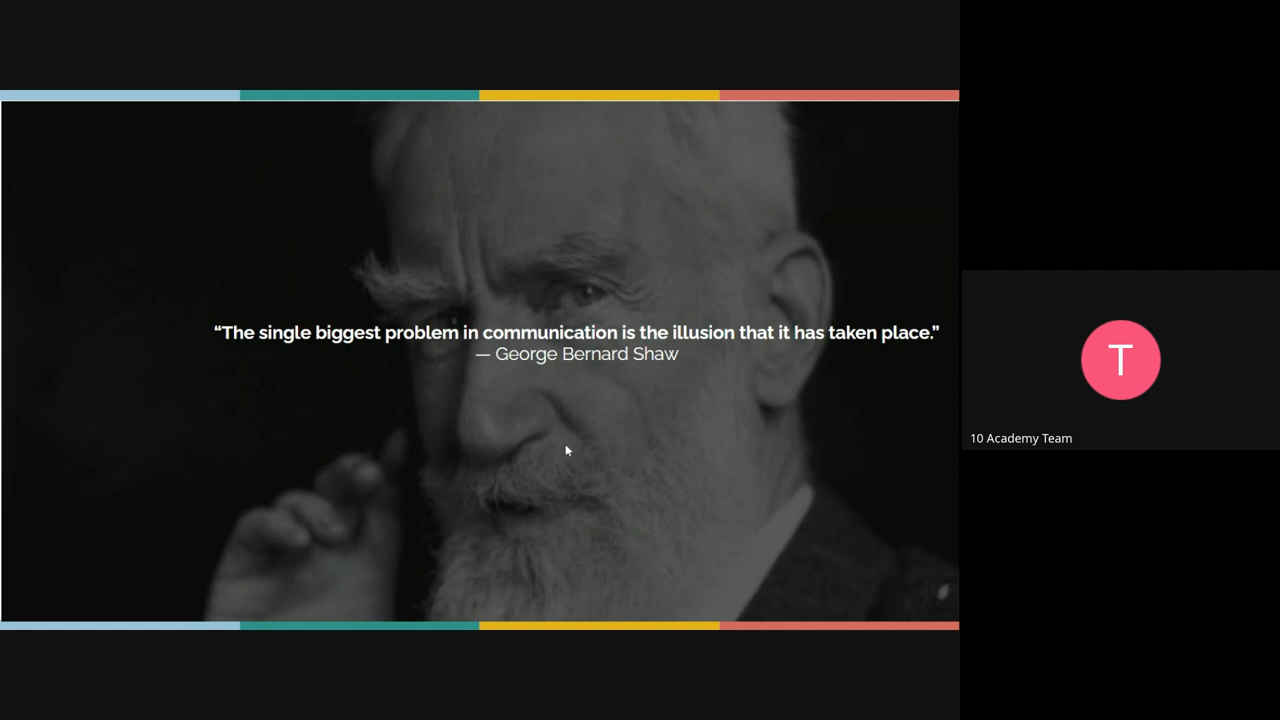 “The single biggest problem in communication is the illusion that it has taken place.”
— George Bernard Shaw
T
10 Academy Team